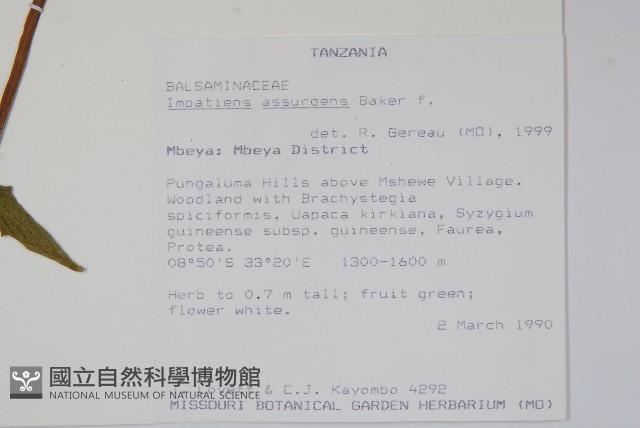 TANZANIA
BALSAMINACEAE
Impatiens assurgens Baker f.
det. R. Gereau (MO), 1999
Mbeya: Mbeya District
Pungaluma Hills above Mshewe Village.
Woodland with Brachystegia
spiciformis, Uapaca kirkiana, Syzygium
guineense subsp. guineense, Faurea,
Protea.
08°50'S 33°20'E 1300-1600 m
Herb to 0.7 m tall; fruit green;
flower white.
2 March 1990
& C.J. Kayombo 4292
MISSOURI BOTANICAL GARDEN HERBARIUM (MO)
國立自然科學博物館
NATIONAL MUSEUM OF NATURAL SCIENCE